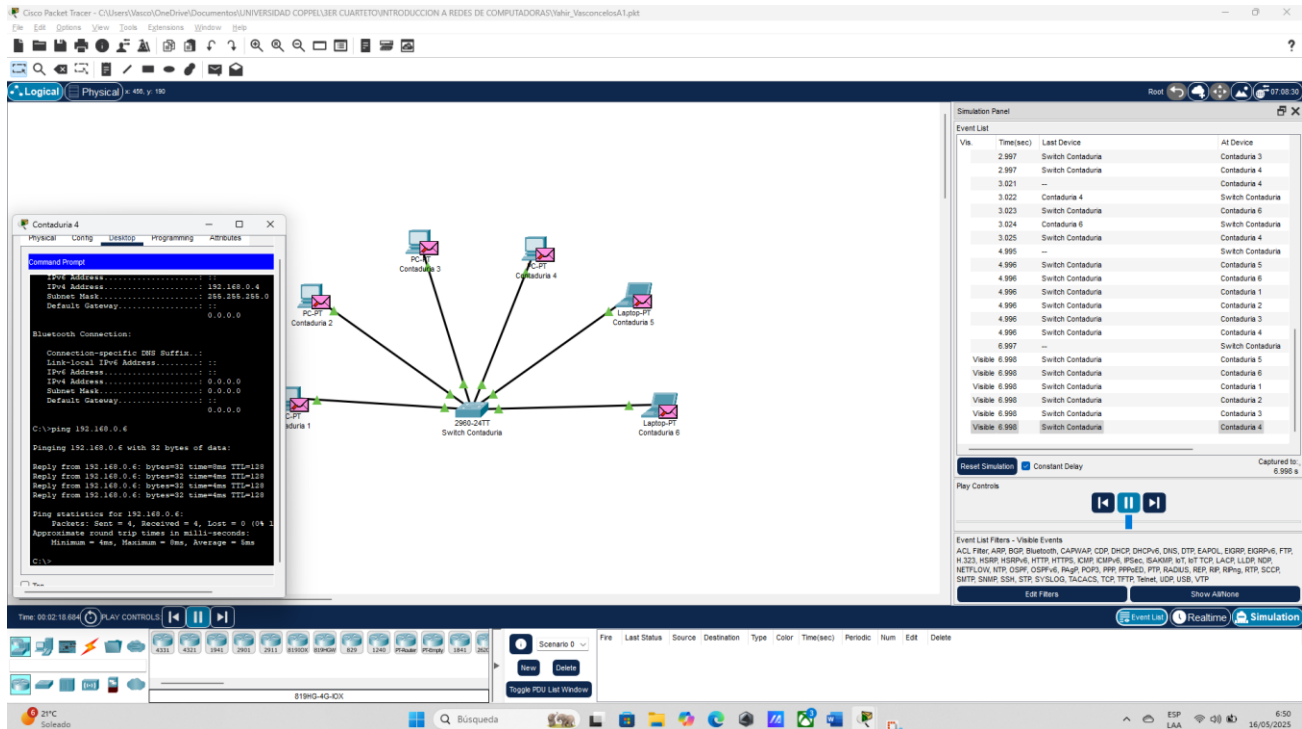 Cisco Packet Tracer - C:\Users\Vasco\OneDrive\Documentos\UNIVERSIDAD COPPEL\3ER CUARTETO\INTRODUCCION A REDES DE COMPUTADORAS\Yahir_VasconcelosA1.pkt
File Edit Options View Tools Extensions Window Help
?
Logical Physical x: 455, y: 190
Root 07:08:30
Contaduria 4
Physical Config Desktop Programming Attributes
Command Prompt
IPv6 Address....................: ::
IPv4 Address....................: 192.168.0.4
Subnet Mask.....................: 255.255.255.0
Default Gateway.................: ::
0.0.0.0
Bluetooth Connection:
Connection-specific DNS Suffix..:
Link-local IPv6 Address.........: ::
IPv6 Address....................: ::
IPv4 Address....................: 0.0.0.0
Subnet Mask.....................: 0.0.0.0
Default Gateway.................: ::
0.0.0.0
C:\>ping 192.168.0.6
Pinging 192.168.0.6 with 32 bytes of data:
Reply from 192.168.0.6: bytes=32 time=8ms TTL=128
Reply from 192.168.0.6: bytes=32 time=4ms TTL=128
Reply from 192.168.0.6: bytes=32 time=4ms TTL=128
Reply from 192.168.0.6: bytes=32 time=4ms TTL=128
Ping statistics for 192.168.0.6:
Packets: Sent = 4, Received = 4, Lost = 0 (0%
Approximate round trip times in milli-seconds:
Minimum = 4ms, Maximum = 8ms, Average = 5ms
C:\>
PC-PT
Contaduria 3
PC-PT
Contaduria 4
PC-PT
Contaduria 2
Laptop-PT
Contaduria 5
C-PT
aduria 1
2960-24TT
Switch Contaduria
Laptop-PT
Contaduria 6
Simulation Panel
Event List
Vis. Time(sec) Last Device At Device
2.997 Switch Contaduria Contaduria 3
2.997 Switch Contaduria Contaduria 4
3.021 -- Contaduria 4
3.022 Contaduria 4 Switch Contaduria
3.023 Switch Contaduria Contaduria 6
3.024 Contaduria 6 Switch Contaduria
3.025 Switch Contaduria Contaduria 4
4.995 -- Switch Contaduria
4.996 Switch Contaduria Contaduria 5
4.996 Switch Contaduria Contaduria 6
4.996 Switch Contaduria Contaduria 1
4.996 Switch Contaduria Contaduria 2
4.996 Switch Contaduria Contaduria 3
4.996 Switch Contaduria Contaduria 4
6.997 -- Switch Contaduria
Visible 6.998 Switch Contaduria Contaduria 5
Visible 6.998 Switch Contaduria Contaduria 6
Visible 6.998 Switch Contaduria Contaduria 1
Visible 6.998 Switch Contaduria Contaduria 2
Visible 6.998 Switch Contaduria Contaduria 3
Visible 6.998 Switch Contaduria Contaduria 4
Reset Simulation Constant Delay Captured to:
6.998 s
Play Controls
Event List Filters - Visible Events
ACL Filter, ARP, BGP, Bluetooth, CAPWAP, CDP, DHCP, DHCPv6, DNS, DTP, EAPOL, EIGRP, EIGRPv6, FTP,
H.323, HSRP, HSRPv6, HTTP, HTTPS, ICMP, ICMPv6, IPSec, ISAKMP, IoT, IoT TCP, LACP, LLDP, NDP,
NETFLOW, NTP, OSPF, OSPFv6, PAgP, POP3, PPP, PPPoED, PTP, RADIUS, REP, RIP, RIPng, RTP, SCCP,
SMTP, SNMP, SSH, STP, SYSLOG, TACACS, TCP, TFTP, Telnet, UDP, USB, VTP
Edit Filters Show All/None
Time: 00:02:18.684 PLAY CONTROLS:
Event List Realtime Simulation
4331 4321 1941 2901 2911 819IOX 819HGW 829 1240 PT-Router PT-Empty 1841
819HG-4G-IOX
Scenario 0
New Delete
Toggle PDU List Window
Fire Last Status Source Destination Type Color Time(sec) Periodic Num Edit Delete
6
21°C
Soleado
Búsqueda
ESP
LAA
6:50
16/05/2025